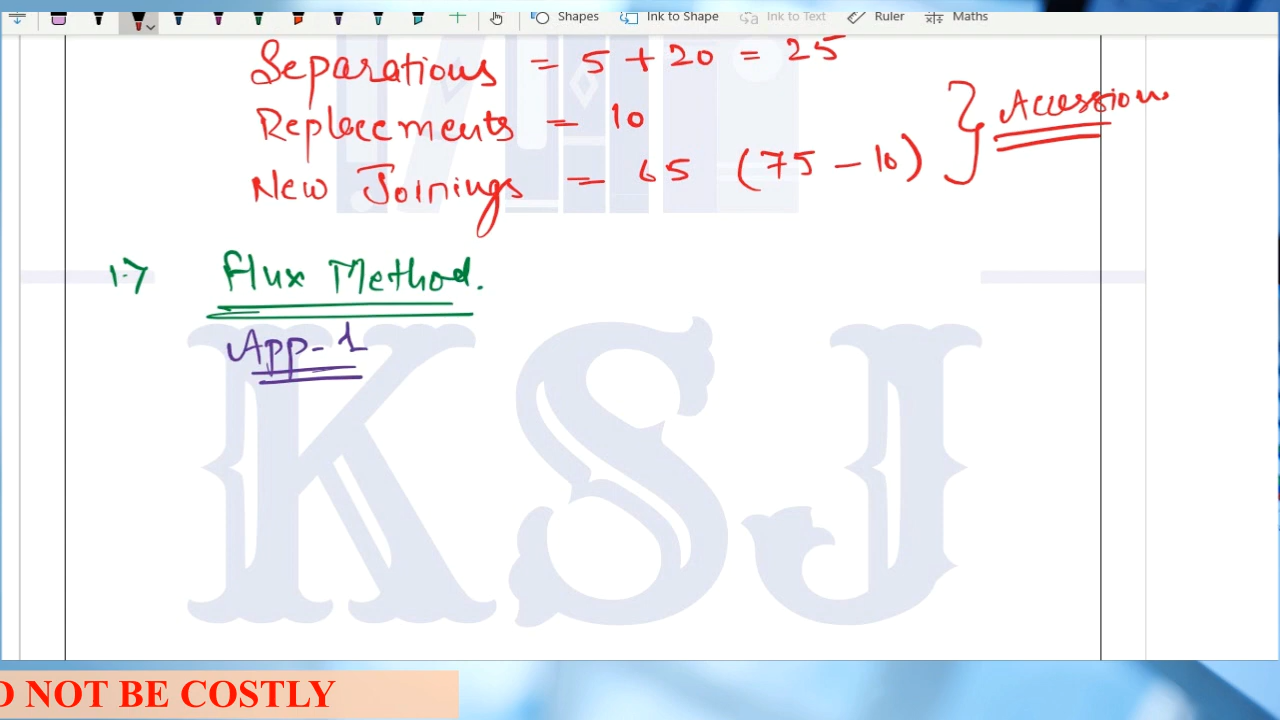 Shapes Ink to Shape Ink to Text Ruler Maths
Separations = 5 + 20 = 25
Replacements = 10
New Joinings = 65 (75 - 10)
} Accession
1.7 Flux Method.
App-1
KSJ
D NOT BE COSTLY